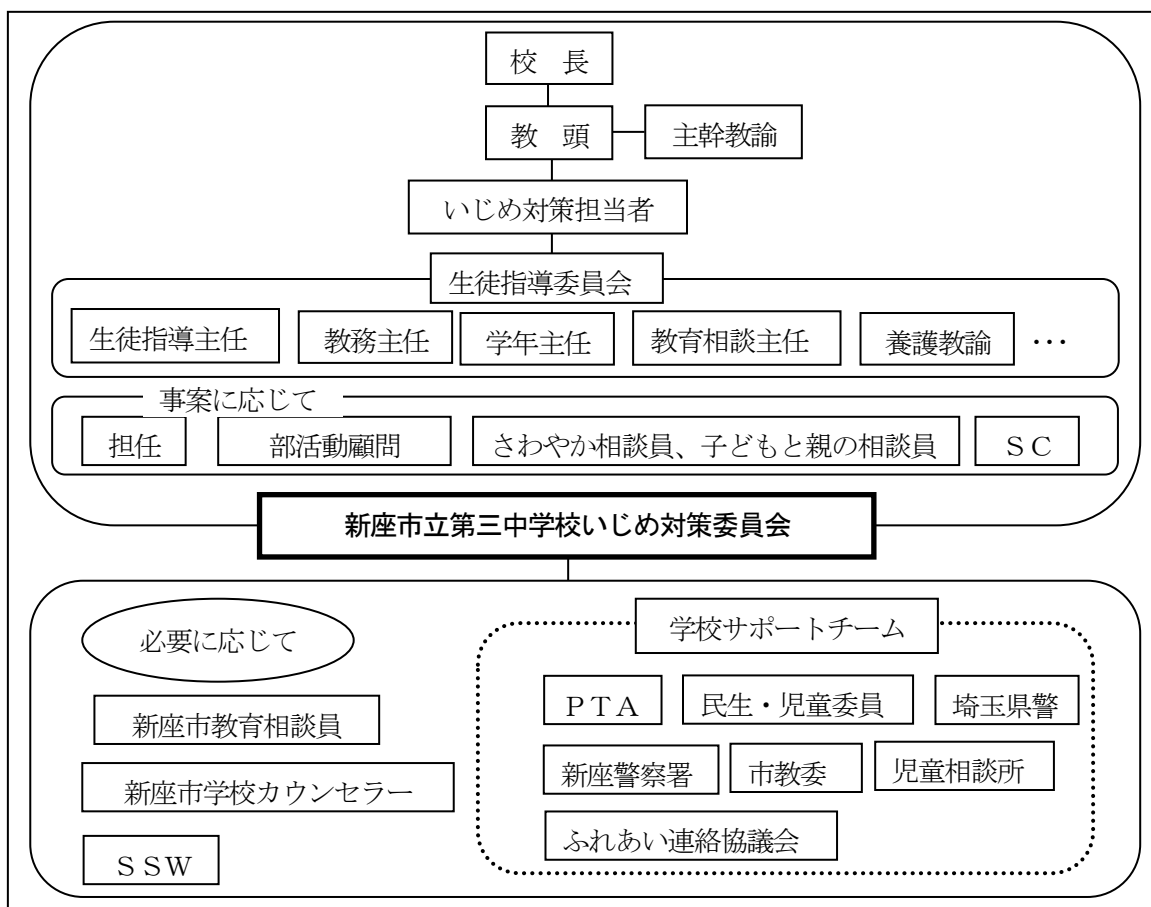 校　長
教　頭
主幹教諭
いじめ対策担当者
生徒指導委員会
生徒指導主任
教務主任
学年主任
教育相談主任
養護教諭
…
事案に応じて
担任
部活動顧問
さわやか相談員、子どもと親の相談員
ＳＣ
新座市立第三中学校いじめ対策委員会
必要に応じて
新座市教育相談員
新座市学校カウンセラー
ＳＳＷ
学校サポートチーム
ＰＴＡ
民生・児童委員
埼玉県警
新座警察署
市教委
児童相談所
ふれあい連絡協議会